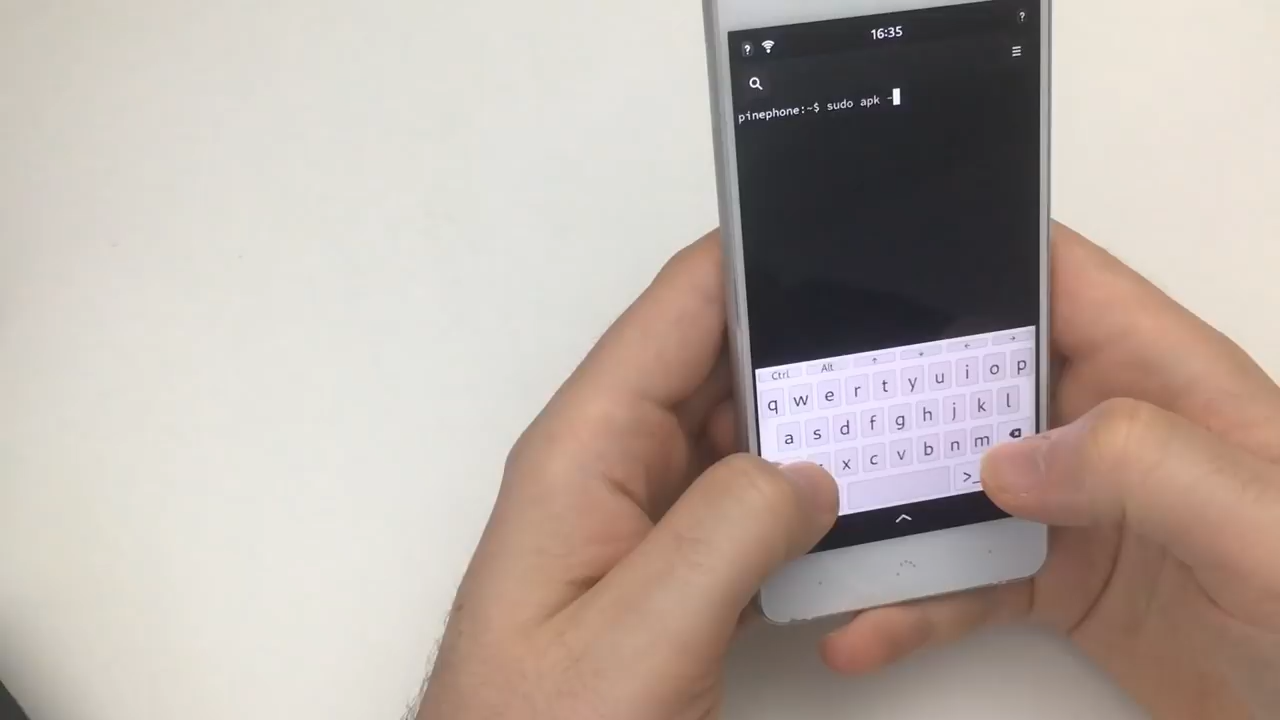 ?
16:35
?
pinephone:~$ sudo apk -
Ctrl Alt ↑ ↓ ← →
q w e r t y u i o p
a s d f g h j k l
x c v b n m
>_